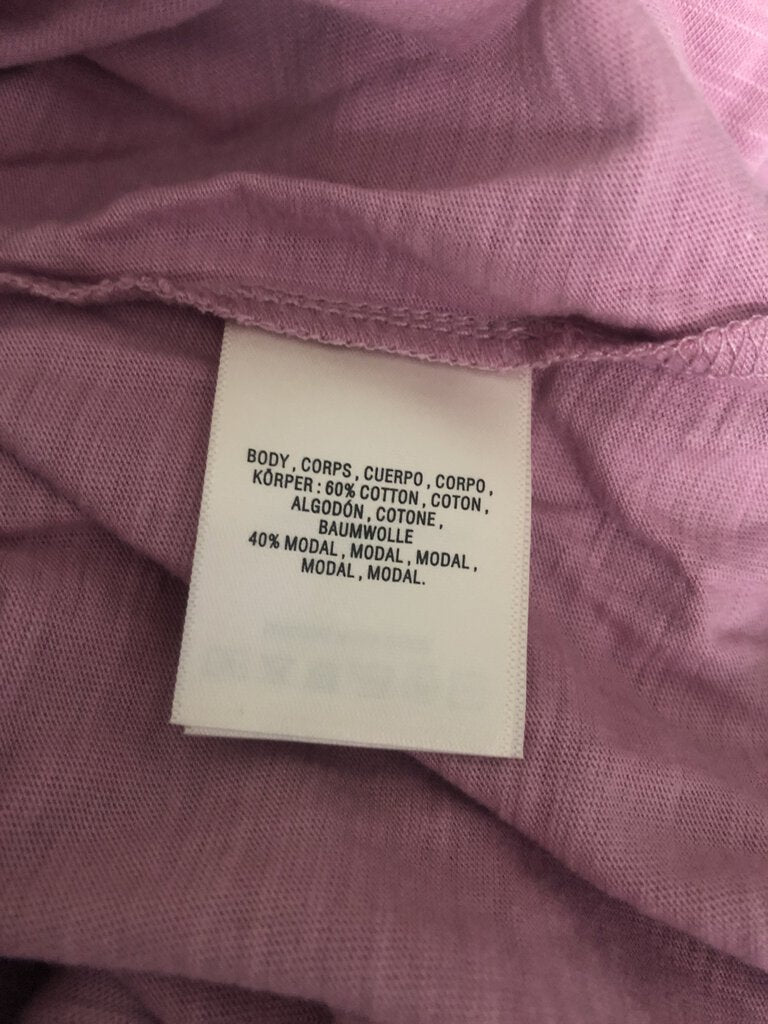 BODY, CORPS, CUERPO, CORPO,
KÖRPER: 60% COTTON, COTON,
ALGODÓN, COTONE,
BAUMWOLLE
40% MODAL, MODAL, MODAL,
MODAL, MODAL.